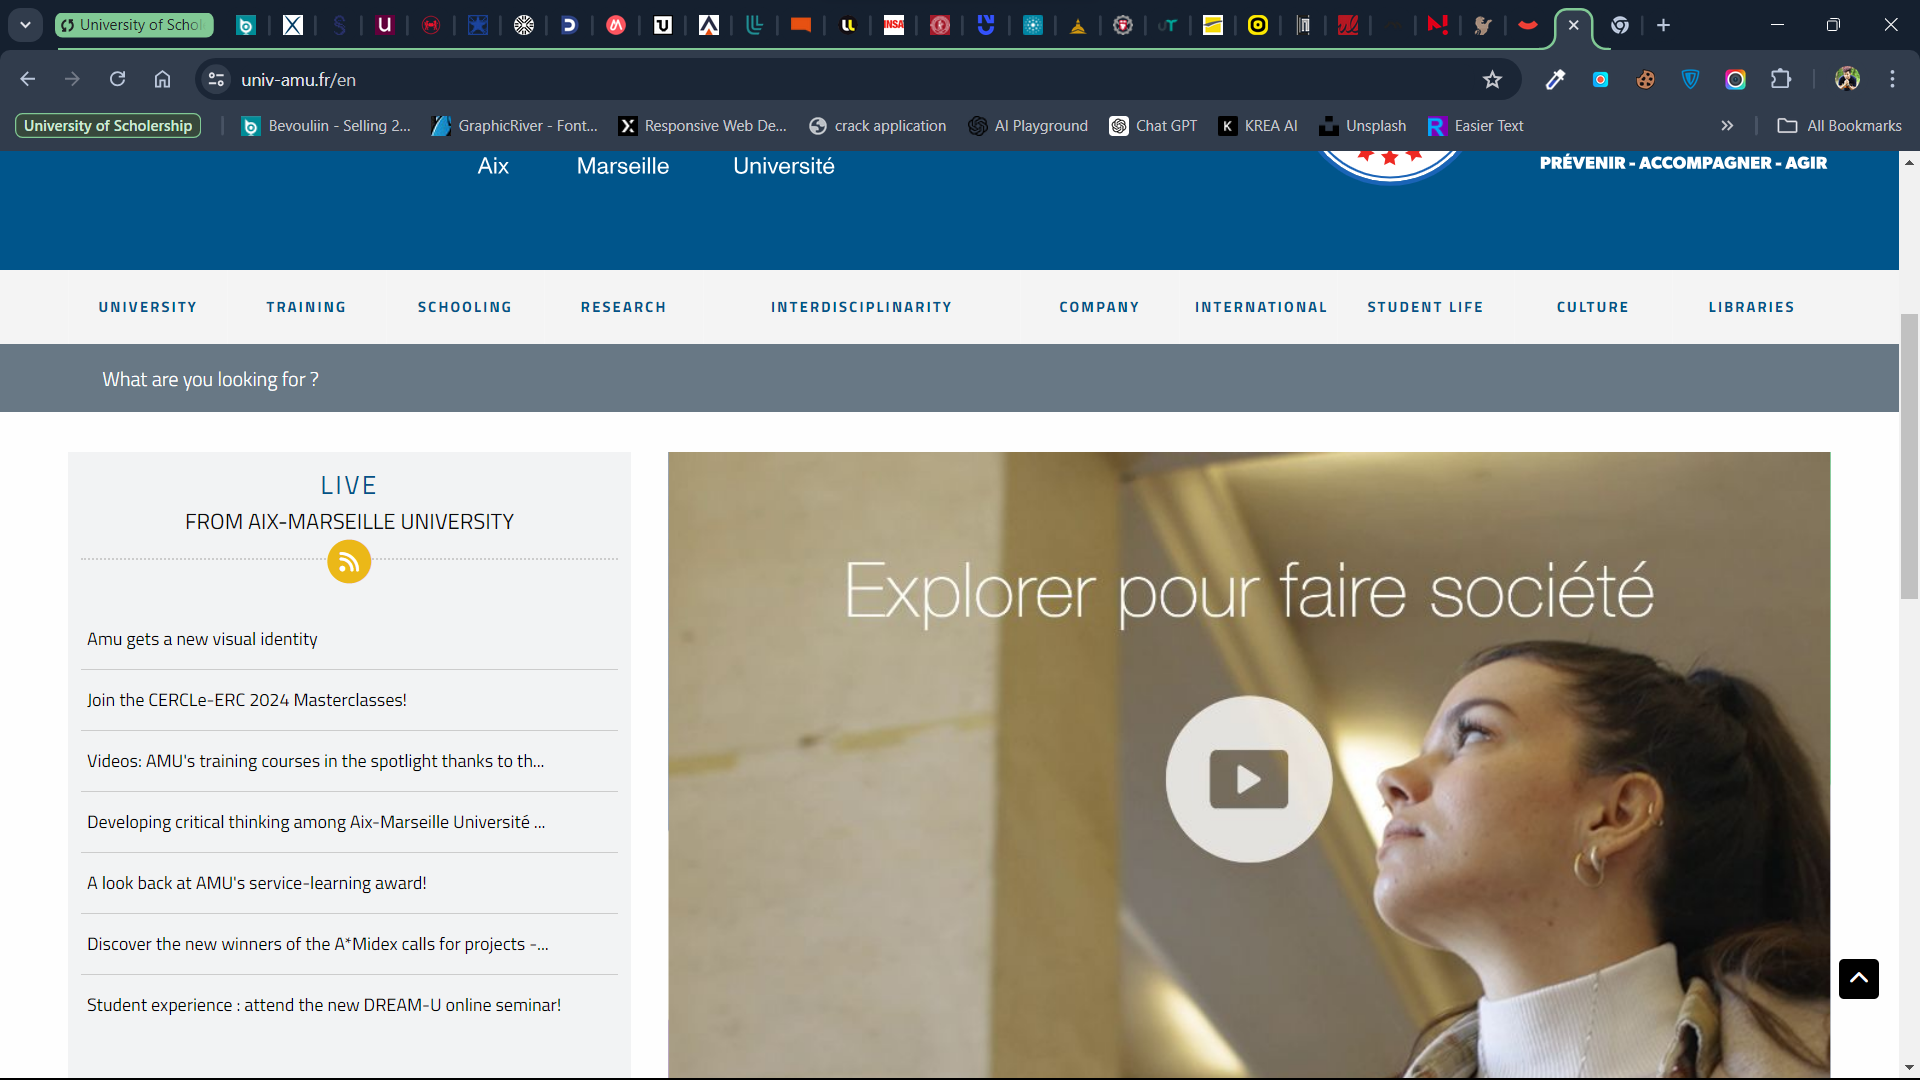 University of Schol
univ-amu.fr/en
University of Scholership
Bevouliin - Selling 2...
GraphicRiver - Font...
Responsive Web De...
crack application
AI Playground
Chat GPT
KREA AI
Unsplash
Easier Text
All Bookmarks
Aix Marseille Université
PRÉVENIR - ACCOMPAGNER - AGIR
UNIVERSITY TRAINING SCHOOLING RESEARCH INTERDISCIPLINARITY COMPANY INTERNATIONAL STUDENT LIFE CULTURE LIBRARIES
What are you looking for ?
LIVE
FROM AIX-MARSEILLE UNIVERSITY
Amu gets a new visual identity
Join the CERCLe-ERC 2024 Masterclasses!
Videos: AMU's training courses in the spotlight thanks to th...
Developing critical thinking among Aix-Marseille Université ...
A look back at AMU's service-learning award!
Discover the new winners of the A*Midex calls for projects -...
Student experience : attend the new DREAM-U online seminar!
Explorer pour faire société